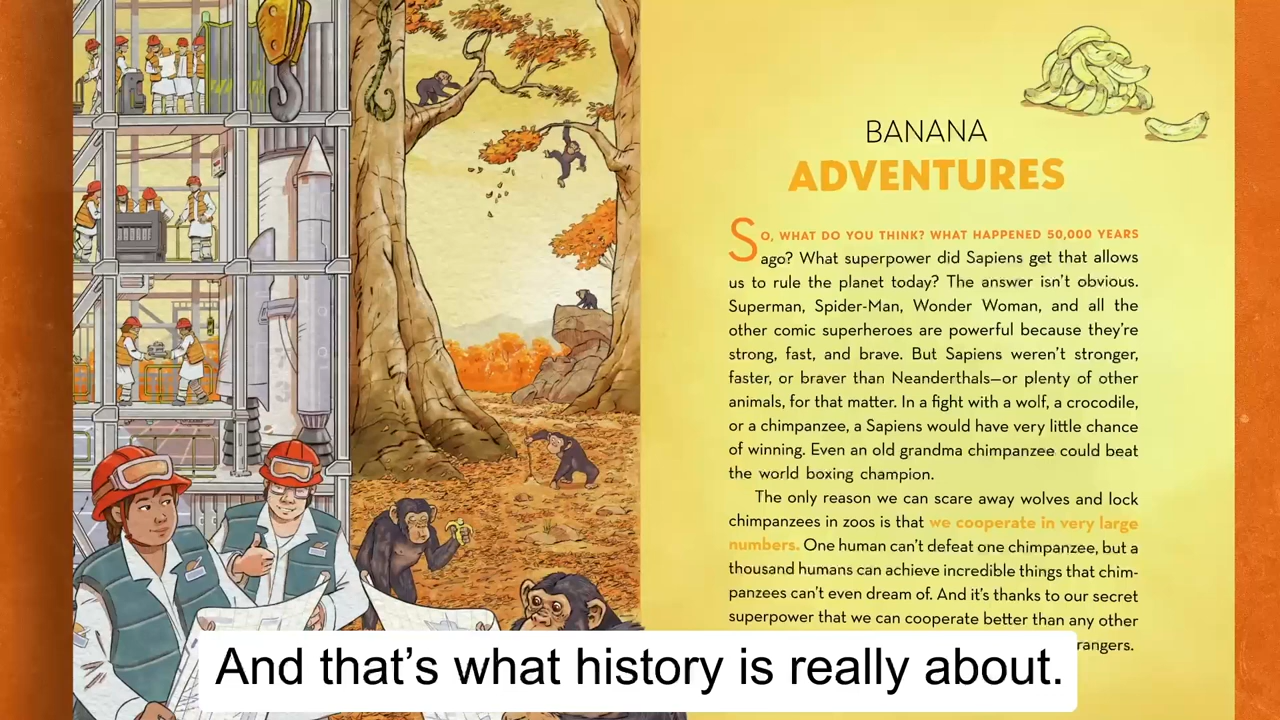 BANANA
ADVENTURES
SO, WHAT DO YOU THINK? WHAT HAPPENED 50,000 YEARS
ago? What superpower did Sapiens get that allows
us to rule the planet today? The answer isn't obvious.
Superman, Spider-Man, Wonder Woman, and all the
other comic superheroes are powerful because they're
strong, fast, and brave. But Sapiens weren't stronger,
faster, or braver than Neanderthals—or plenty of other
animals, for that matter. In a fight with a wolf, a crocodile,
or a chimpanzee, a Sapiens would have very little chance
of winning. Even an old grandma chimpanzee could beat
the world boxing champion.
The only reason we can scare away wolves and lock
chimpanzees in zoos is that we cooperate in very large
numbers. One human can't defeat one chimpanzee, but a
thousand humans can achieve incredible things that chim-
panzees can't even dream of. And it's thanks to our secret
superpower that we can cooperate better than any other
rangers.
And that's what history is really about.